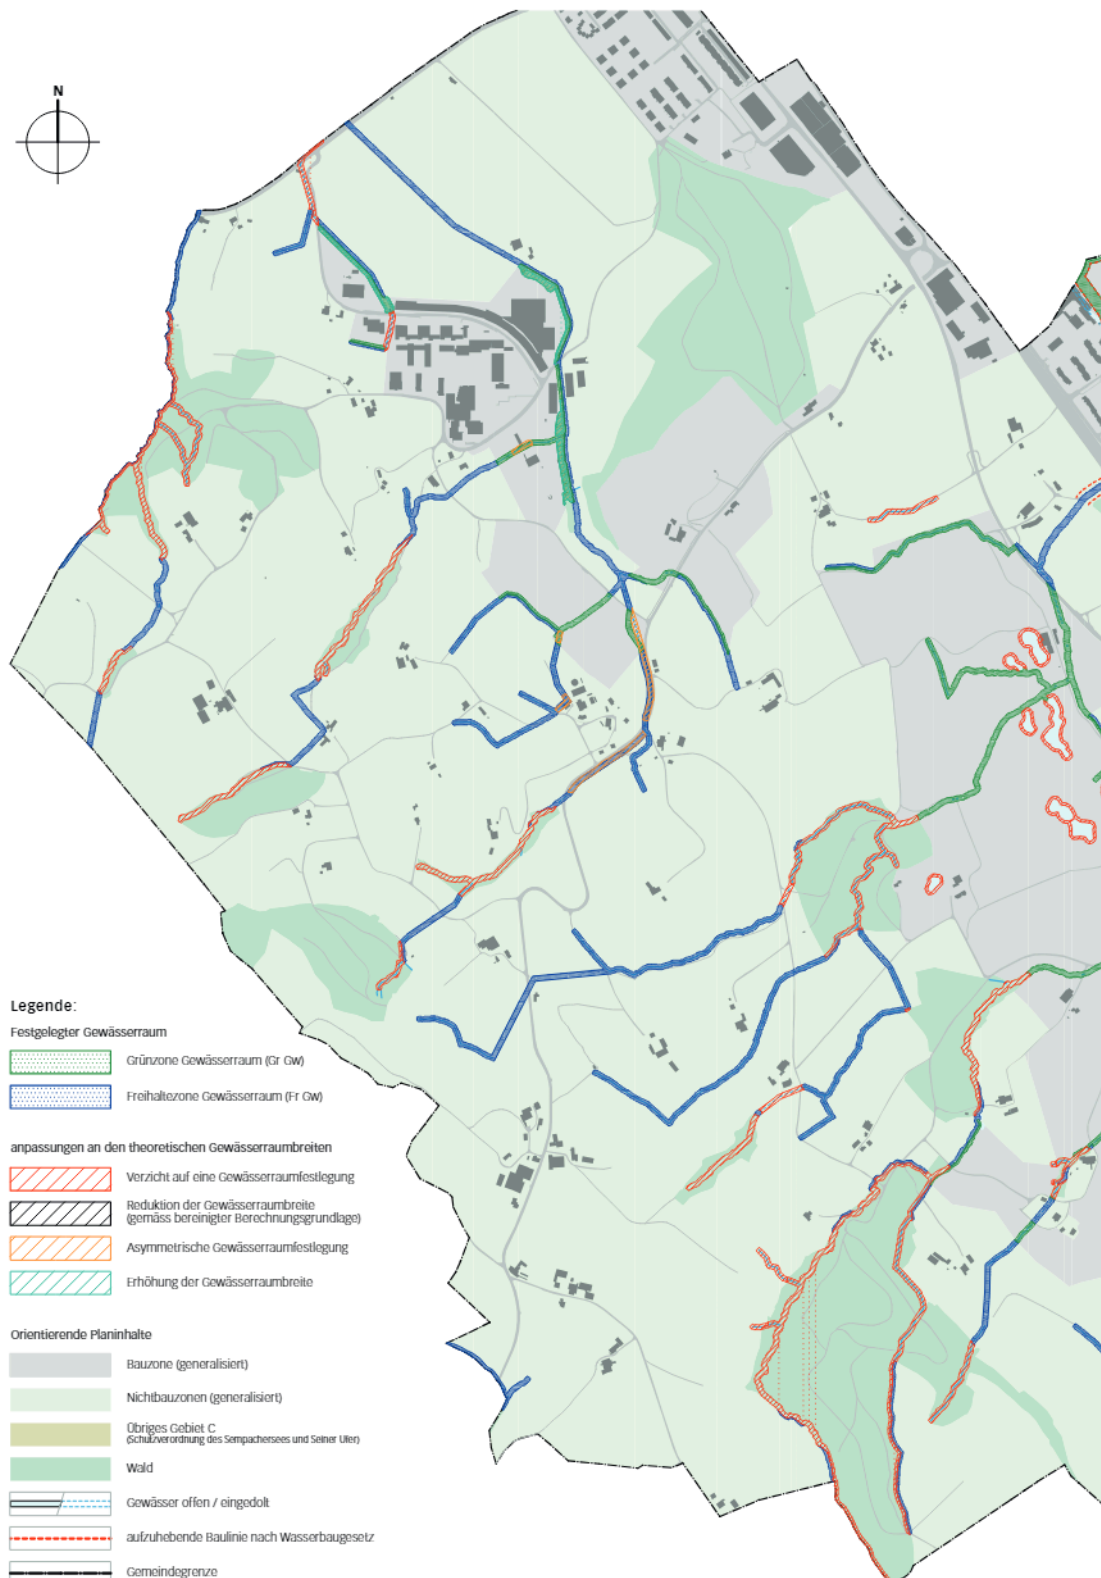 N
Legende:
Festgelegter Gewässerraum
Grünzone Gewässerraum (Gr Gw)
Freihaltezone Gewässerraum (Fr Gw)
anpassungen an den theoretischen Gewässerraumbreiten
Verzicht auf eine Gewässerraumfestlegung
Reduktion der Gewässerraumbreite
(gemäss bereinigter Berechnungsgrundlage)
Asymmetrische Gewässerraumfestlegung
Erhöhung der Gewässerraumbreite
Orientierende Planinhalte
Bauzone (generalisiert)
Nichtbauzonen (generalisiert)
Übriges Gebiet C
(Schutzverordnung des Sempachersees und Seiner Ufer)
Wald
Gewässer offen / eingedolt
aufzuhebende Baulinie nach Wasserbaugesetz
Gemeindegrenze